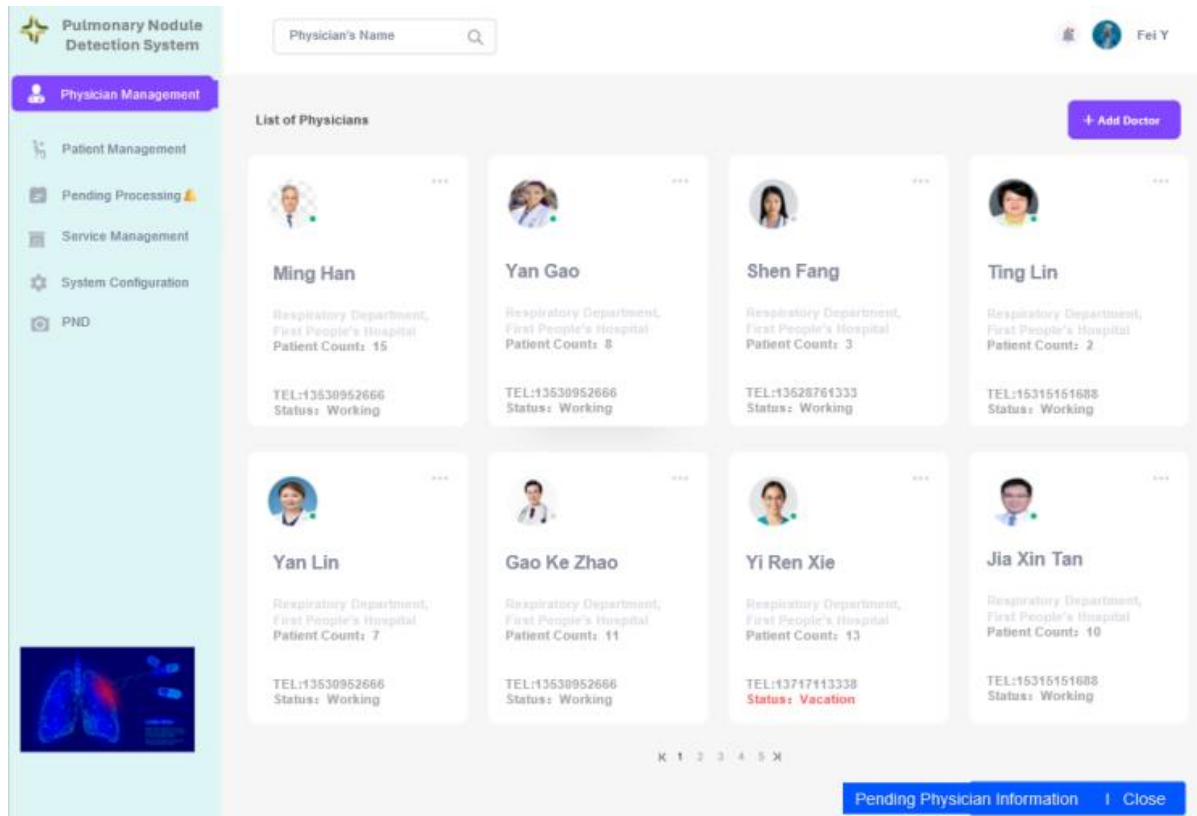 Pulmonary Nodule
Detection System
Physician's Name
Fei Y
Physician Management
Patient Management
Pending Processing
Service Management
System Configuration
PND
List of Physicians
+ Add Doctor
Ming Han
Respiratory Department,
First People's Hospital
Patient Count: 15
TEL:13530952666
Status: Working
Yan Gao
Respiratory Department,
First People's Hospital
Patient Count: 8
TEL:13530952666
Status: Working
Shen Fang
Respiratory Department,
First People's Hospital
Patient Count: 3
TEL:13528761333
Status: Working
Ting Lin
Respiratory Department,
First People's Hospital
Patient Count: 2
TEL:15315151688
Status: Working
Yan Lin
Respiratory Department,
First People's Hospital
Patient Count: 7
TEL:13530952666
Status: Working
Gao Ke Zhao
Respiratory Department,
First People's Hospital
Patient Count: 11
TEL:13530952666
Status: Working
Yi Ren Xie
Respiratory Department,
First People's Hospital
Patient Count: 13
TEL:13717113338
Status: Vacation
Jia Xin Tan
Respiratory Department,
First People's Hospital
Patient Count: 10
TEL:15315151688
Status: Working
1 2 3 4 5
Pending Physician Information | Close